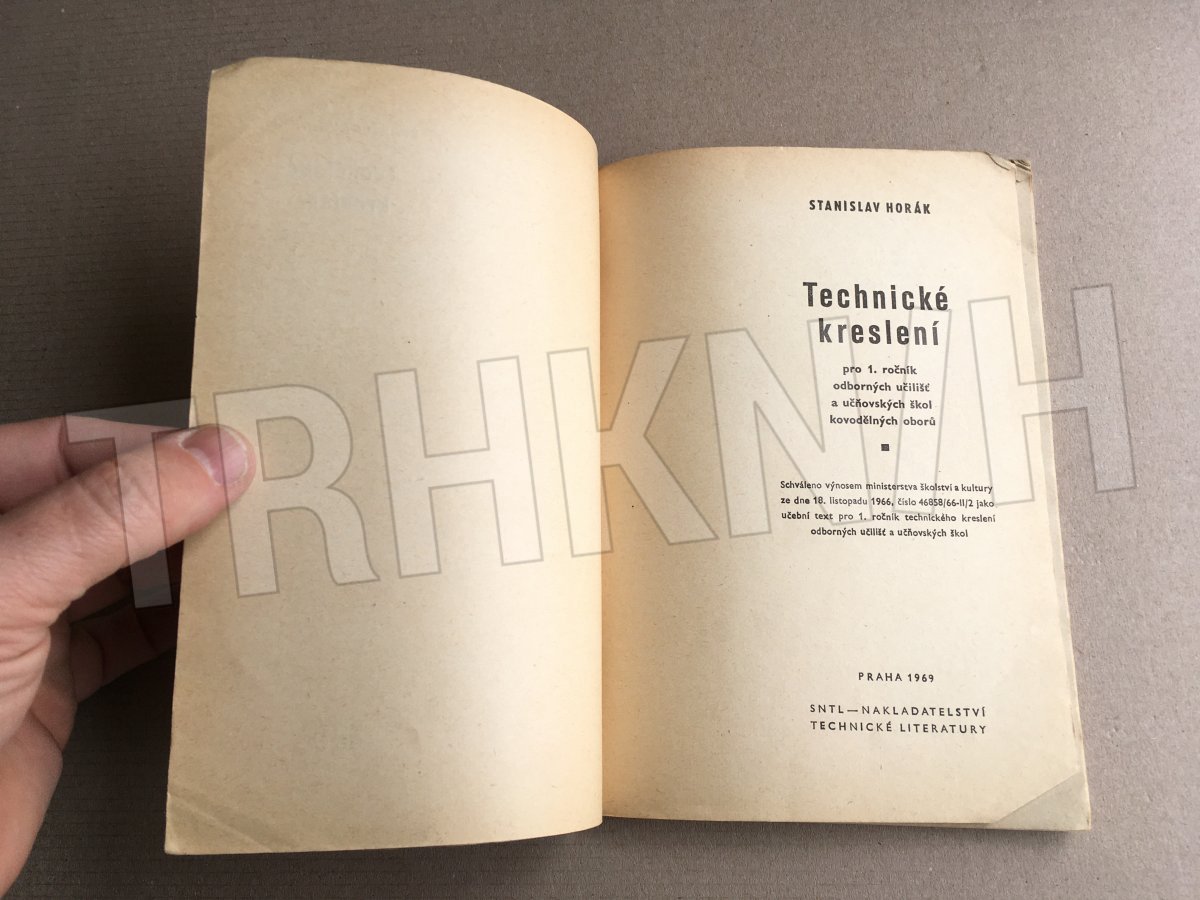 STANISLAV HORÁK
Technické
kreslení
pro 1. ročník
odborných učilišť
a učňovských škol
kovodělných oborů
Schváleno výnosem ministerstva školství a kultury
ze dne 18. listopadu 1966, číslo 46858/66-II/2 jako
učební text pro 1. ročník technického kreslení
odborných učilišť a učňovských škol
PRAHA 1969
SNTL—NAKLADATELSTVÍ
TECHNICKÉ LITERATURY
TRHKNIH